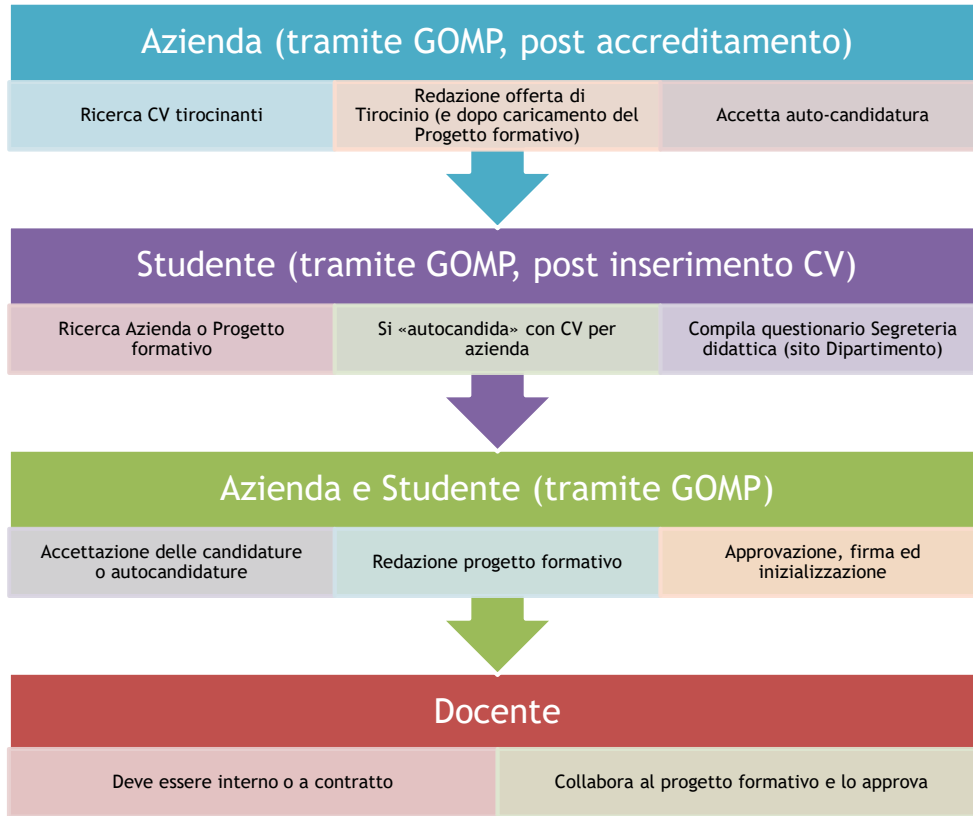 Azienda (tramite GOMP, post accreditamento)
Ricerca CV tirocinanti
Redazione offerta di
Tirocinio (e dopo caricamento del
Progetto formativo)
Accetta auto-candidatura
Studente (tramite GOMP, post inserimento CV)
Ricerca Azienda o Progetto
formativo
Si «autocandida» con CV per
azienda
Compila questionario Segreteria
didattica (sito Dipartimento)
Azienda e Studente (tramite GOMP)
Accettazione delle candidature
o autocandidature
Redazione progetto formativo
Approvazione, firma ed
inizializzazione
Docente
Deve essere interno o a contratto
Collabora al progetto formativo e lo approva